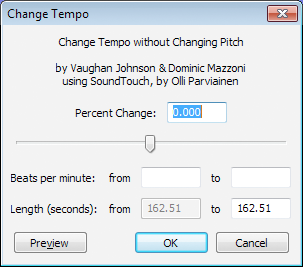 Change Tempo
Change Tempo without Changing Pitch
by Vaughan Johnson & Dominic Mazzoni
using SoundTouch, by Olli Parviainen
Percent Change: 0.000
Beats per minute: from to
Length (seconds): from 162.51 to 162.51
Preview OK Cancel